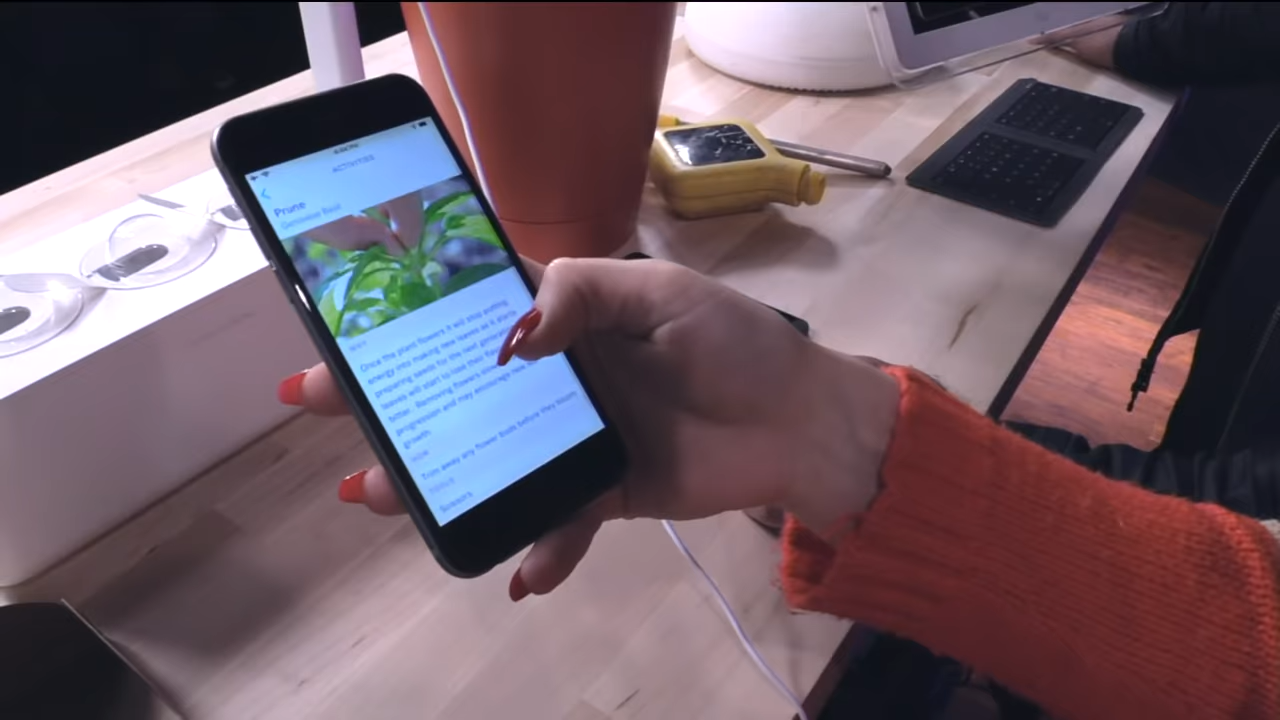 ACTIVITIES
Prune
Genovese Basil
WHY
Once the plant flowers it will stop putting
energy into making new leaves as it starts
preparing seeds for the next generation
leaves will start to lose their
bitter. Removing flowers
progression and may encourage new
growth
HOW
Trim away any flower buds before they bloom
TOOLS
Scissors